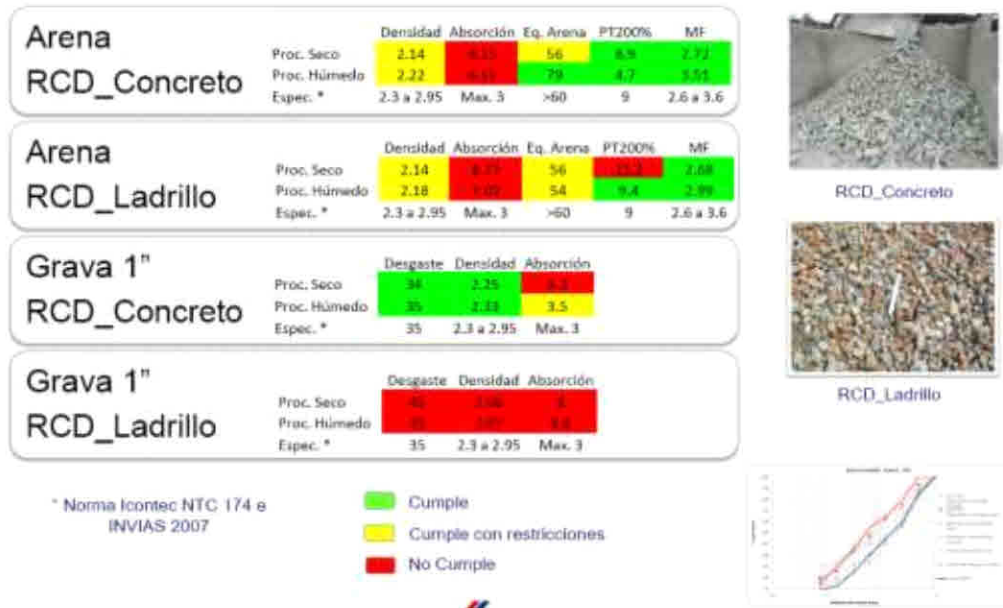 Arena
RCD_Concreto
Densidad Absorción Eq. Arena PT200% MF
Proc. Seco 2.14 56 8.9 2.72
Proc. Húmedo 2.22 79 4.7 3.51
Espec. * 2.3 a 2.95 Max. 3 >60 9 2.6 a 3.6
Arena
RCD_Ladrillo
Densidad Absorción Eq. Arena PT200% MF
Proc. Seco 2.14 56 2.68
Proc. Húmedo 2.18 54 9.4 2.99
Espec. * 2.3 a 2.95 Max. 3 >60 9 2.6 a 3.6
Grava 1"
RCD_Concreto
Desgaste Densidad Absorción
Proc. Seco 34 2.25
Proc. Húmedo 35 2.33 3.5
Espec. * 35 2.3 a 2.95 Max. 3
Grava 1"
RCD_Ladrillo
Desgaste Densidad Absorción
Proc. Seco
Proc. Húmedo
Espec. * 35 2.3 a 2.95 Max. 3
* Norma Icontec NTC 174 e
INVIAS 2007
Cumple
Cumple con restricciones
No Cumple
RCD_Concreto
RCD_Ladrillo